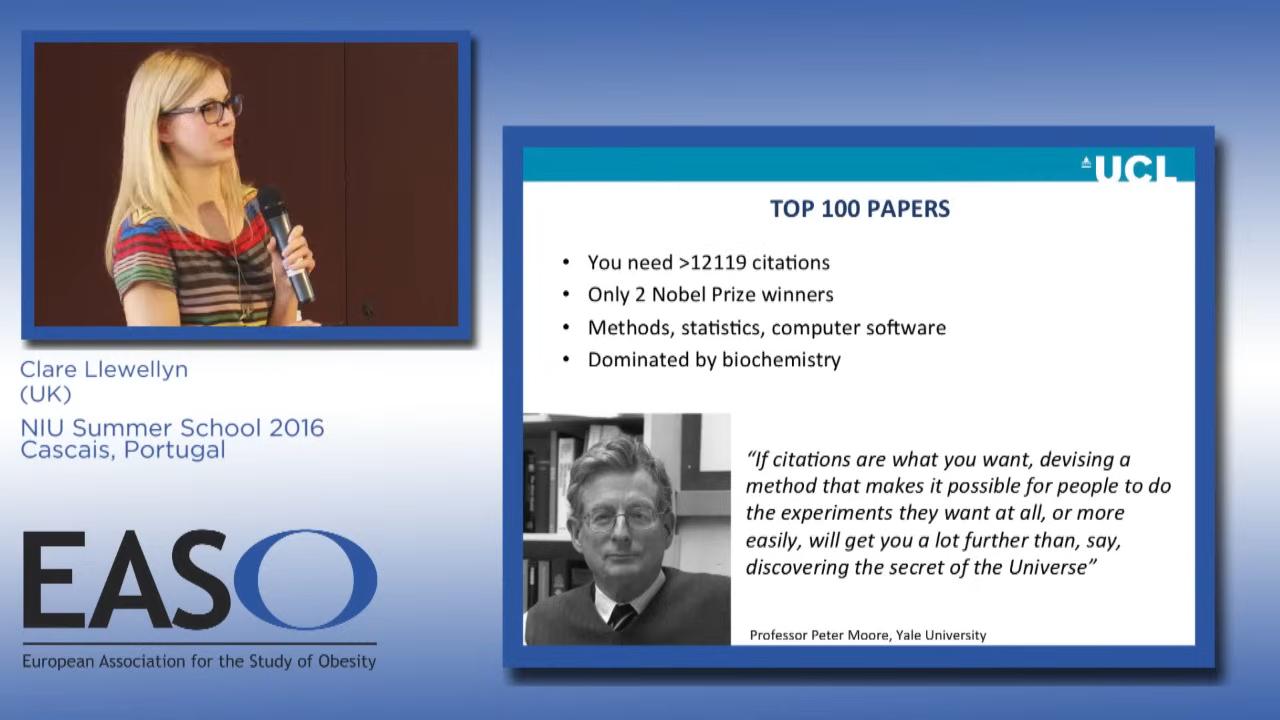 Clare Llewellyn
(UK)
NIU Summer School 2016
Cascais, Portugal
EASO
European Association for the Study of Obesity
UCL
TOP 100 PAPERS
• You need >12119 citations
• Only 2 Nobel Prize winners
• Methods, statistics, computer software
• Dominated by biochemistry
“If citations are what you want, devising a
method that makes it possible for people to do
the experiments they want at all, or more
easily, will get you a lot further than, say,
discovering the secret of the Universe”
Professor Peter Moore, Yale University